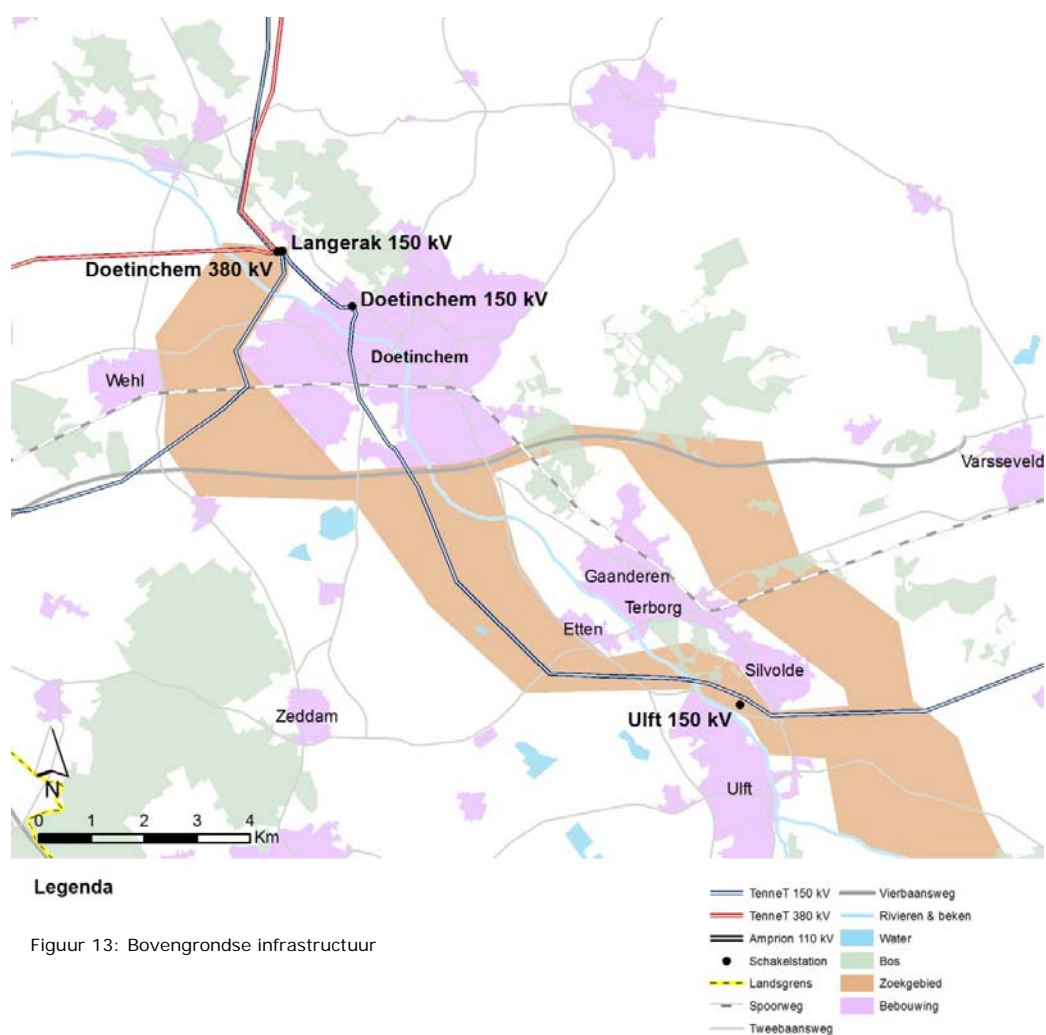 Langerak 150 kV
Doetinchem 380 kV
Doetinchem 150 kV
Doetinchem
Wehl
Varsseveld
Gaanderen
Terborg
Etten
Silvolde
Zeddam
Ulft 150 kV
Ulft
N
0 1 2 3 4
Km
Legenda
Figuur 13: Bovengrondse infrastructuur
TenneT 150 kV
TenneT 380 kV
Amprion 110 kV
Schakelstation
Landsgrens
Spoorweg
Tweebaansweg
Vierbaansweg
Rivieren & beken
Water
Bos
Zoekgebied
Bebouwing